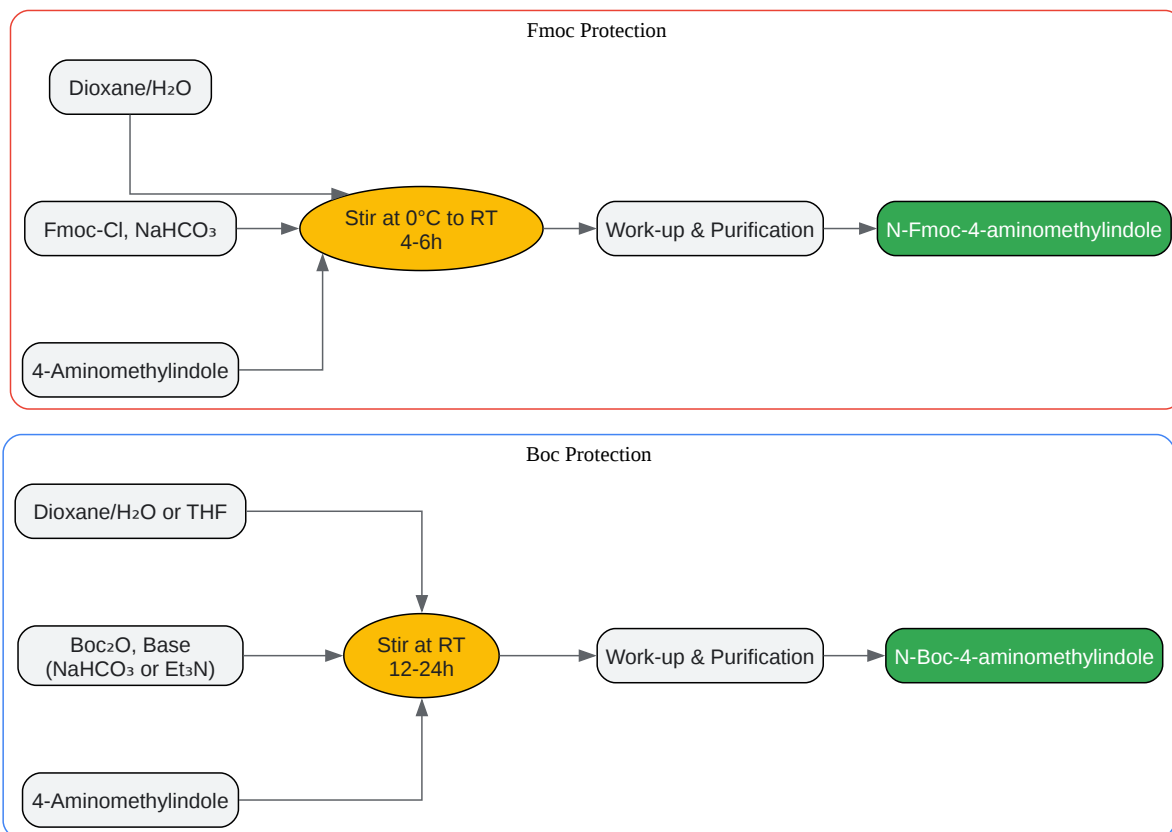 Fmoc Protection
Dioxane/H₂O
Fmoc-Cl, NaHCO₃
Stir at 0°C to RT
4-6h
Work-up & Purification
N-Fmoc-4-aminomethylindole
4-Aminomethylindole
Boc Protection
Dioxane/H₂O or THF
Boc₂O, Base
(NaHCO₃ or Et₃N)
Stir at RT
12-24h
Work-up & Purification
N-Boc-4-aminomethylindole
4-Aminomethylindole